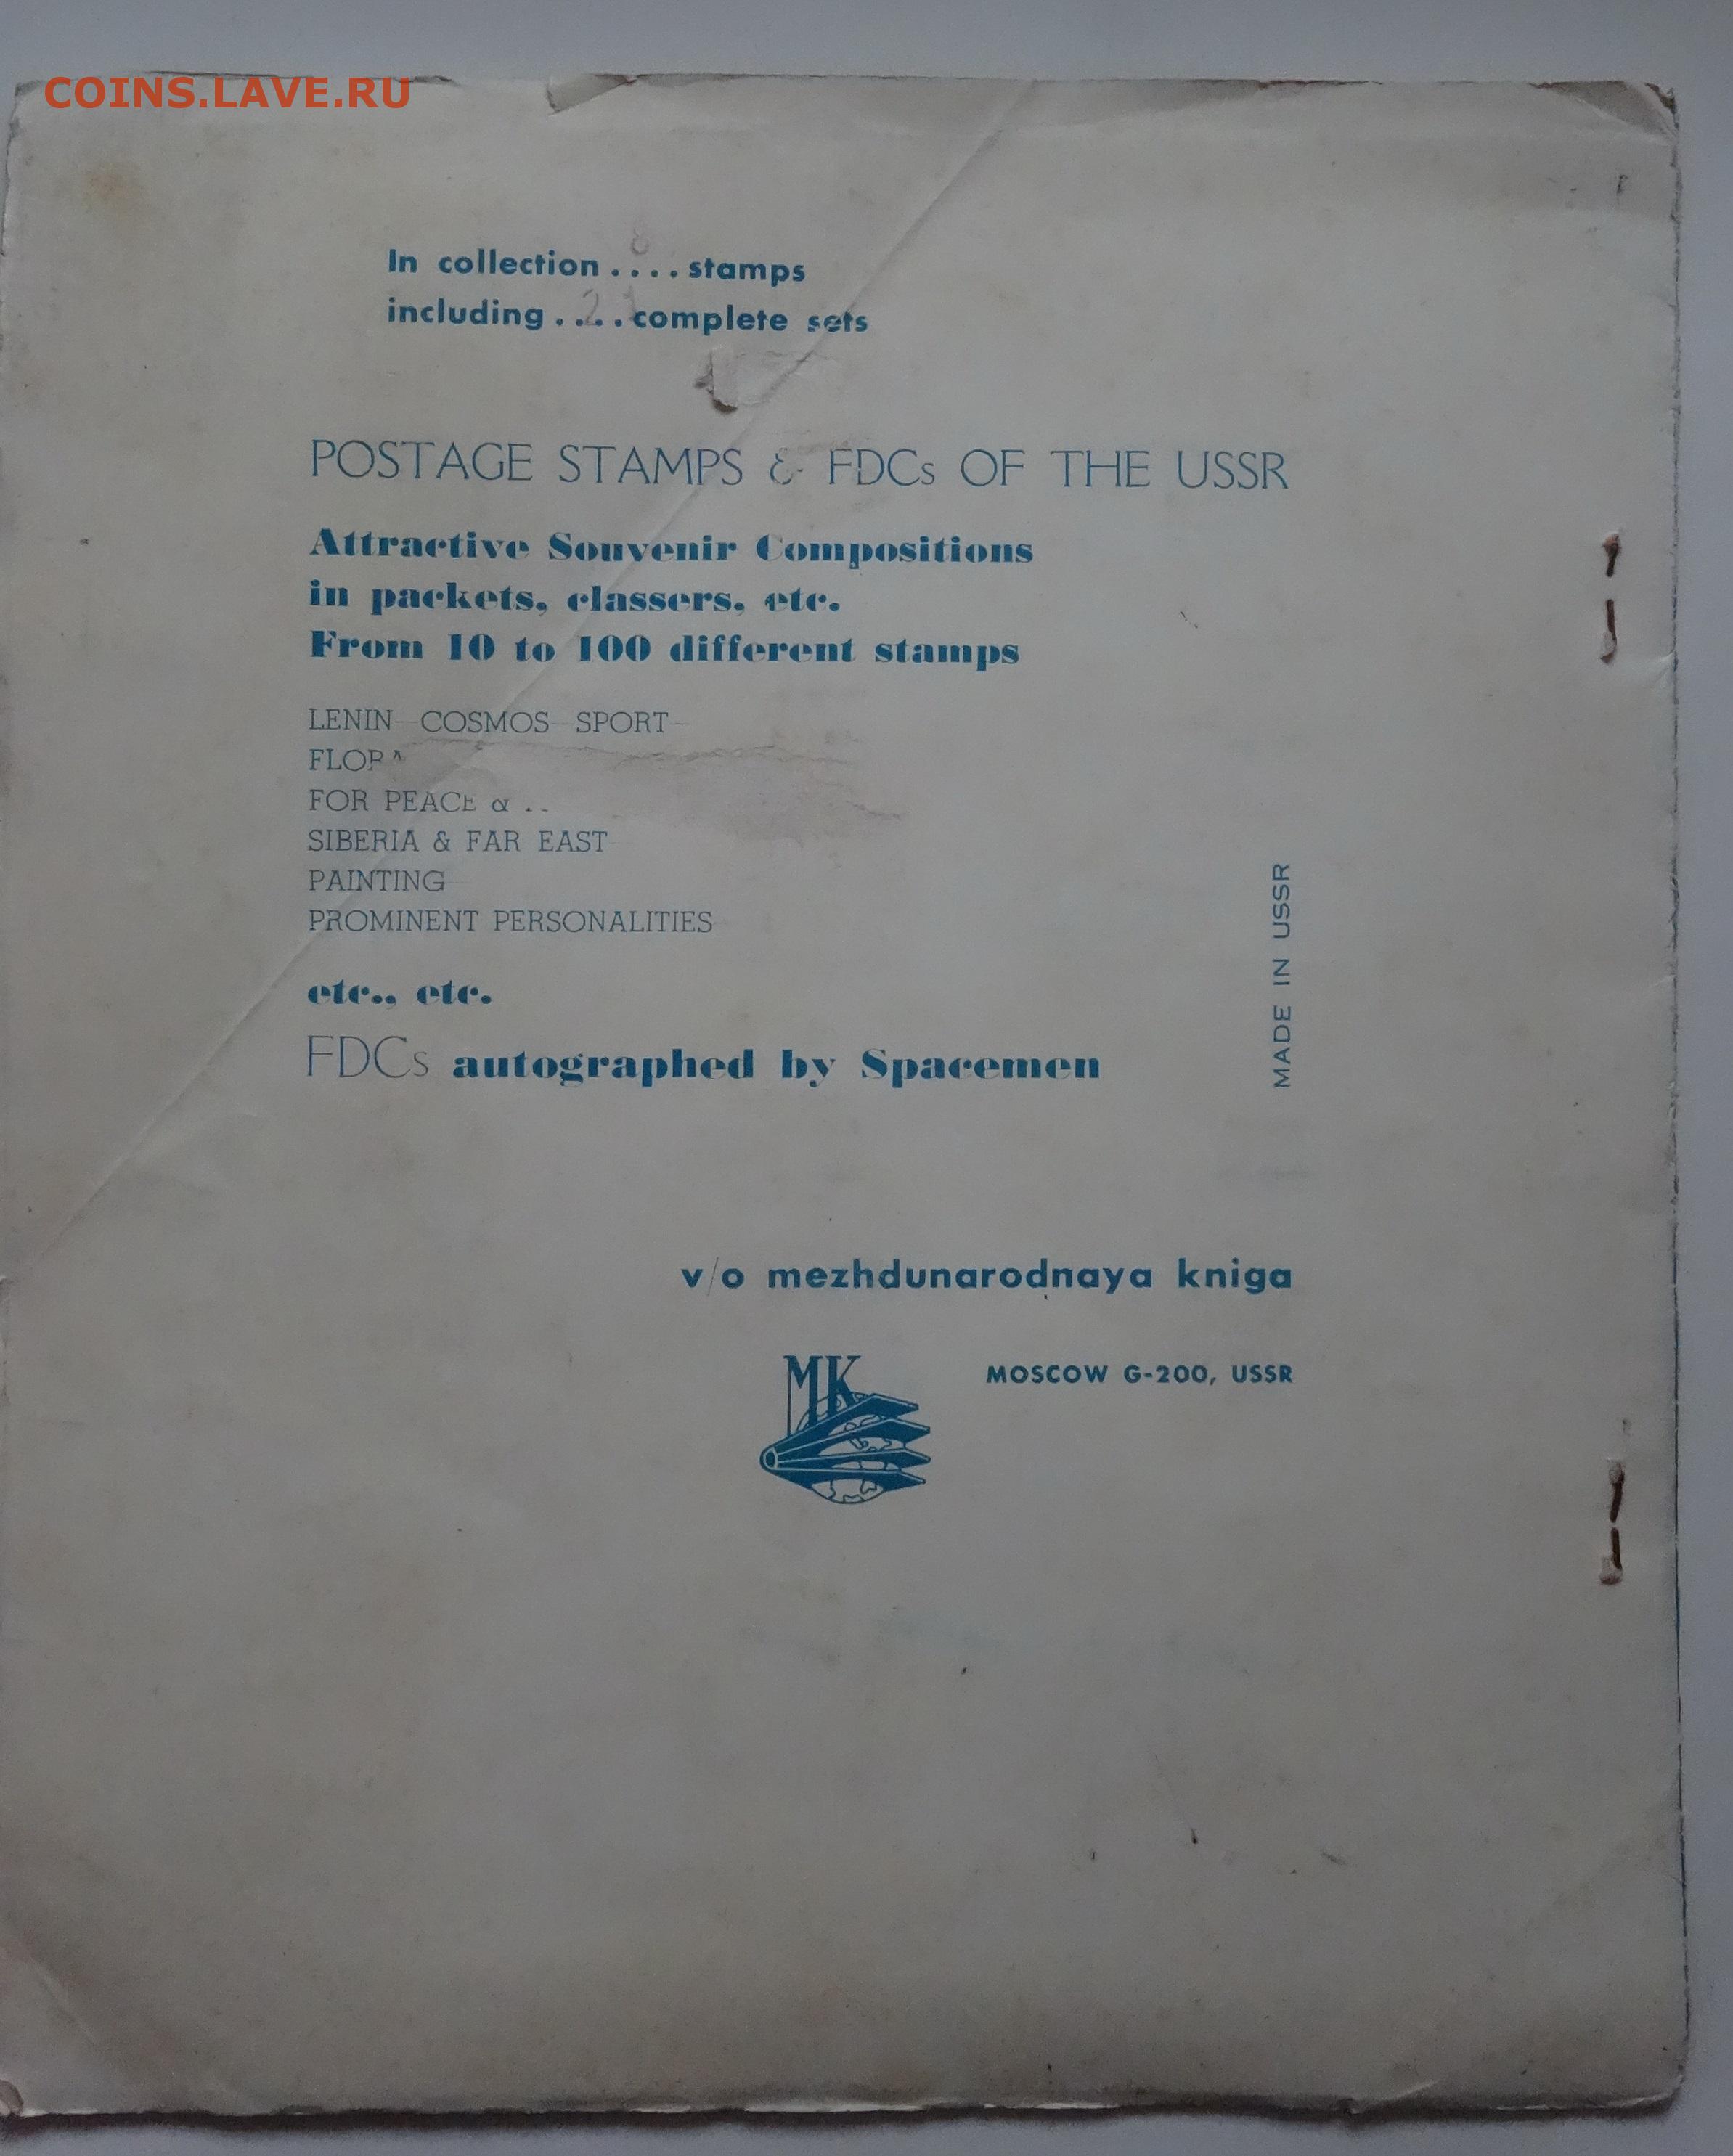 COINS.LAVE.RU
In collection .... stamps
including .... complete sets
POSTAGE STAMPS & FDCs OF THE USSR
Attractive Souvenir Compositions
in packets, classers, etc.
From 10 to 100 different stamps
LENIN — COSMOS — SPORT —
FOR PEACE &
SIBERIA & FAR EAST
PAINTING
PROMINENT PERSONALITIES
etc., etc.
FDCs autographed by Spacemen
MADE IN USSR
v/o mezhdunarodnaya kniga
MK
MOSCOW G-200, USSR